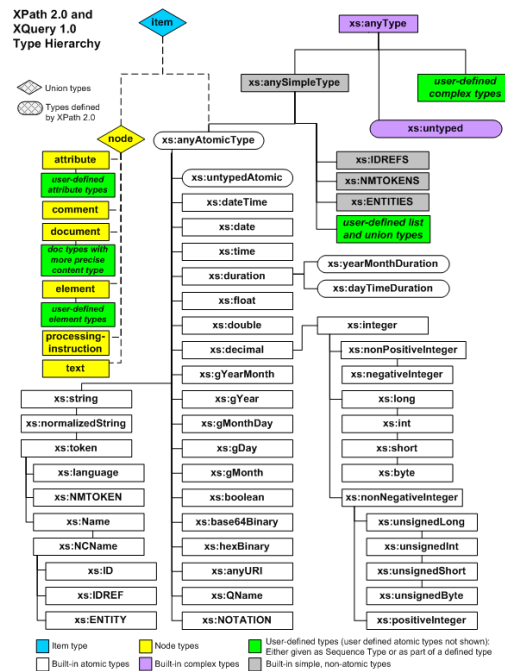 XPath 2.0 and
XQuery 1.0
Type Hierarchy
Union types
Types defined
by XPath 2.0
item
node
attribute
user-defined
attribute types
comment
document
doc types with
more precise
content type
element
user-defined
element types
processing-
instruction
text
xs:anyType
xs:anySimpleType
user-defined
complex types
xs:untyped
xs:anyAtomicType
xs:IDREFS
xs:NMTOKENS
xs:ENTITIES
user-defined list
and union types
xs:untypedAtomic
xs:dateTime
xs:date
xs:time
xs:duration
xs:yearMonthDuration
xs:dayTimeDuration
xs:float
xs:double
xs:decimal
xs:gYearMonth
xs:gYear
xs:gMonthDay
xs:gDay
xs:gMonth
xs:boolean
xs:base64Binary
xs:hexBinary
xs:anyURI
xs:QName
xs:NOTATION
xs:string
xs:normalizedString
xs:token
xs:language
xs:NMTOKEN
xs:Name
xs:NCName
xs:ID
xs:IDREF
xs:ENTITY
xs:integer
xs:nonPositiveInteger
xs:negativeInteger
xs:long
xs:int
xs:short
xs:byte
xs:nonNegativeInteger
xs:unsignedLong
xs:unsignedInt
xs:unsignedShort
xs:unsignedByte
xs:positiveInteger
Item type
Node types
User-defined types (user defined atomic types not shown):
Either given as Sequence Type or as part of a defined type
Built-in atomic types
Built-in complex types
Built-in simple, non-atomic types